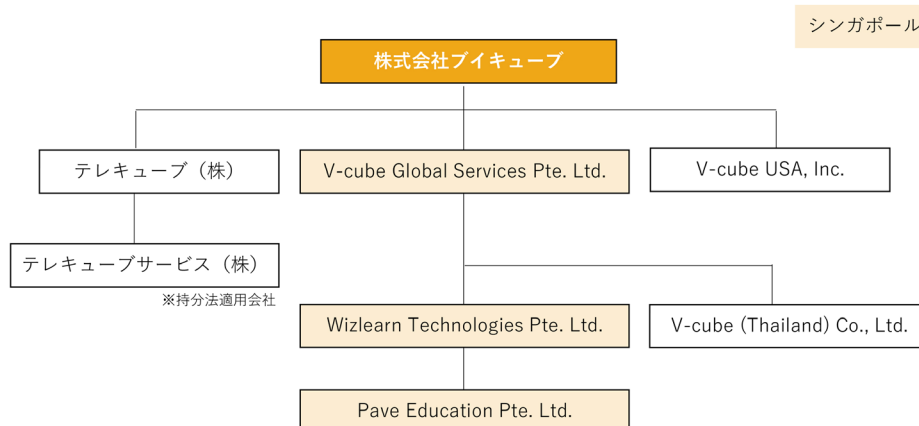 シンガポール
株式会社ブイキューブ
テレキューブ（株）
V-cube Global Services Pte. Ltd.
V-cube USA, Inc.
テレキューブサービス（株）
※持分法適用会社
Wizlearn Technologies Pte. Ltd.
V-cube (Thailand) Co., Ltd.
Pave Education Pte. Ltd.